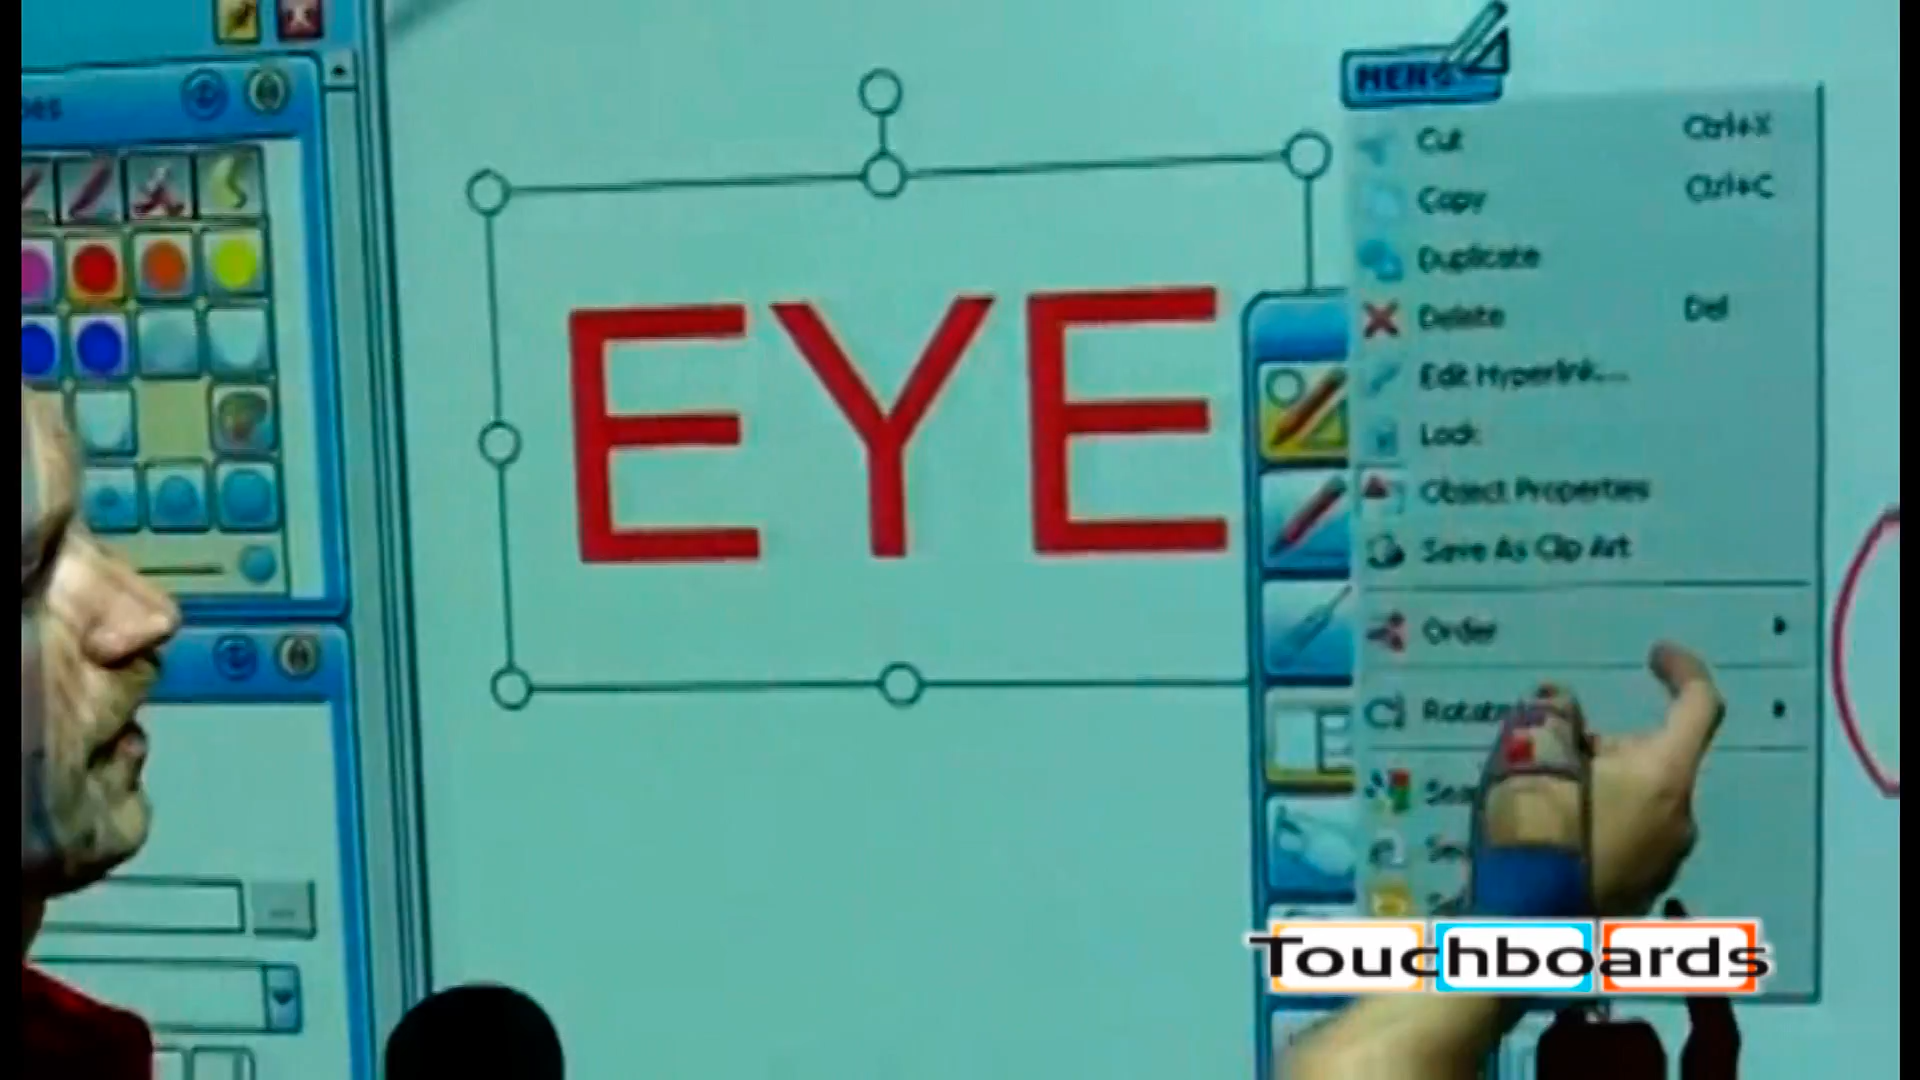 EYE
MENU
Cut Ctrl+X
Copy Ctrl+C
Duplicate
Delete Del
Edit Hyperlink...
Lock
Object Properties
Save As Clip Art
Order
Touchboards